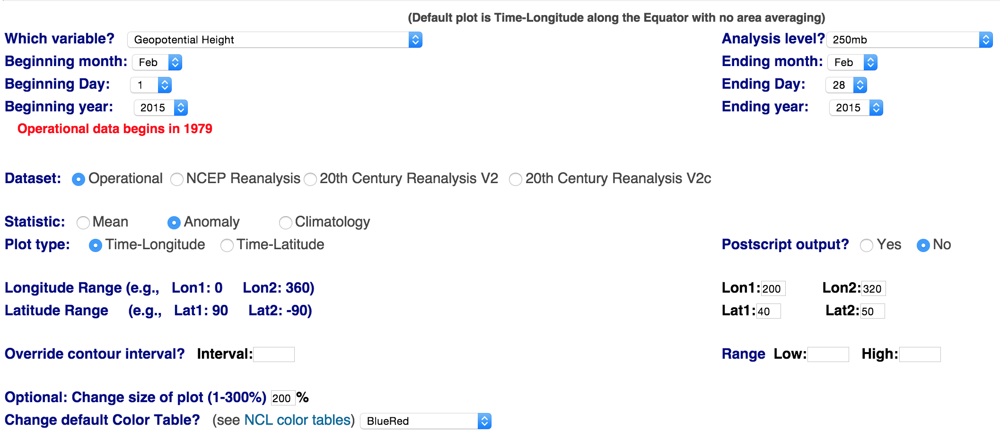 (Default plot is Time-Longitude along the Equator with no area averaging)
Which variable? Geopotential Height Analysis level? 250mb
Beginning month: Feb Ending month: Feb
Beginning Day: 1 Ending Day: 28
Beginning year: 2015 Ending year: 2015
Operational data begins in 1979
Dataset: Operational NCEP Reanalysis 20th Century Reanalysis V2 20th Century Reanalysis V2c
Statistic: Mean Anomaly Climatology
Plot type: Time-Longitude Time-Latitude Postscript output? Yes No
Longitude Range (e.g., Lon1: 0 Lon2: 360) Lon1: 200 Lon2: 320
Latitude Range (e.g., Lat1: 90 Lat2: -90) Lat1: 40 Lat2: 50
Override contour interval? Interval: Range Low: High:
Optional: Change size of plot (1-300%) 200 %
Change default Color Table? (see NCL color tables) BlueRed